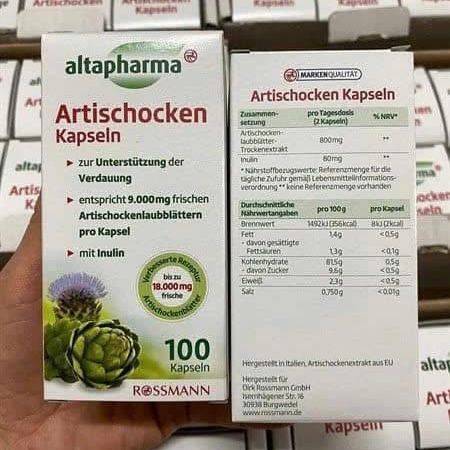 altapharma
Artischocken
Kapseln
zur Unterstützung der
Verdauung
entspricht 9.000mg frischen
Artischockenlaubblättern
pro Kapsel
mit Inulin
Verbesserte Rezeptur
bis zu
18.000 mg
frische
Artischockenblätter
100
Kapseln
ROSSMANN
MARKENQUALITÄT
Artischocken Kapseln
Zusammen-
setzung
pro Tagesdosis
(2 Kapseln)
% NRV*
Artischocken-
laubblätter-
Trockenextrakt
800mg
**
Inulin
80mg
**
* Nährstoffbezugswerte: Referenzmenge für die
tägliche Zufuhr gemäß Lebensmittelinformations-
verordnung ** keine Referenzmenge vorhanden
Durchschnittliche
Nährwertangaben
pro 100 g
pro Kapsel
Brennwert 1492kJ (356kcal) 8kJ (2kcal)
Fett 1,4g <0,5g
- davon gesättigte
Fettsäuren 1,3g <0,1g
Kohlenhydrate 81,5g 0,5g
- davon Zucker 9,6g <0,5g
Eiweiß 2,3g <0,5g
Salz 0,750g <0,01g
Hergestellt in Italien, Artischockenextrakt aus EU
Hergestellt für
Dirk Rossmann GmbH
Isernhägener Str. 16
30938 Burgwedel
www.rossmann.de